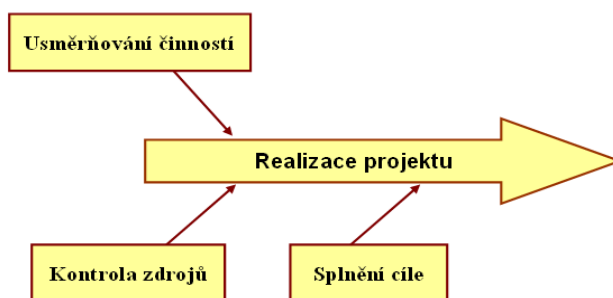 Usměrňování činností
Realizace projektu
Kontrola zdrojů
Splnění cíle